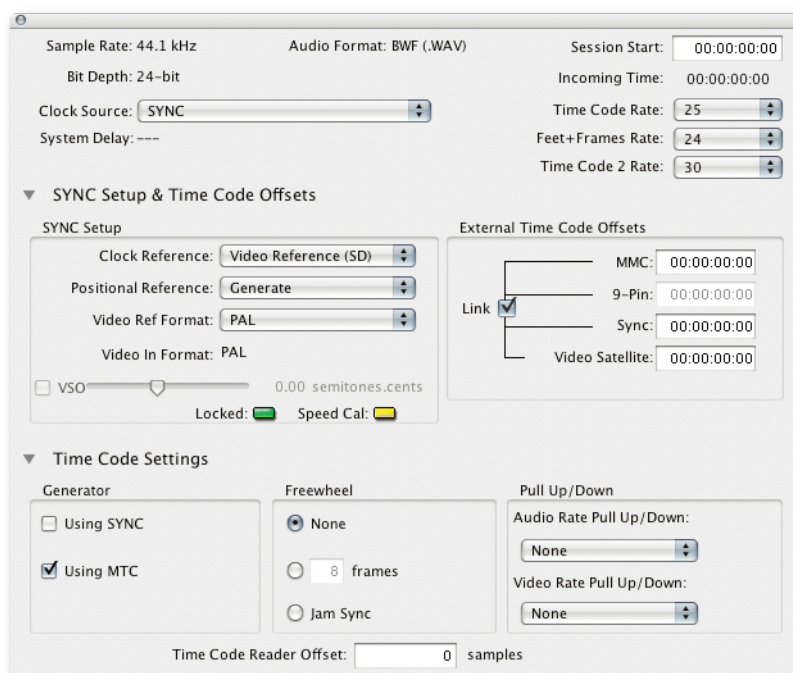 Sample Rate: 44.1 kHz
Audio Format: BWF (.WAV)
Session Start: 00:00:00:00
Bit Depth: 24-bit
Incoming Time: 00:00:00:00
Clock Source: SYNC
Time Code Rate: 25
System Delay: ---
Feet+Frames Rate: 24
Time Code 2 Rate: 30
SYNC Setup & Time Code Offsets
SYNC Setup
Clock Reference: Video Reference (SD)
Positional Reference: Generate
Video Ref Format: PAL
Video In Format: PAL
VSO 0.00 semitones.cents
Locked: Speed Cal:
External Time Code Offsets
Link
MMC: 00:00:00:00
9-Pin: 00:00:00:00
Sync: 00:00:00:00
Video Satellite: 00:00:00:00
Time Code Settings
Generator
Using SYNC
Using MTC
Freewheel
None
8 frames
Jam Sync
Pull Up/Down
Audio Rate Pull Up/Down:
None
Video Rate Pull Up/Down:
None
Time Code Reader Offset: 0 samples